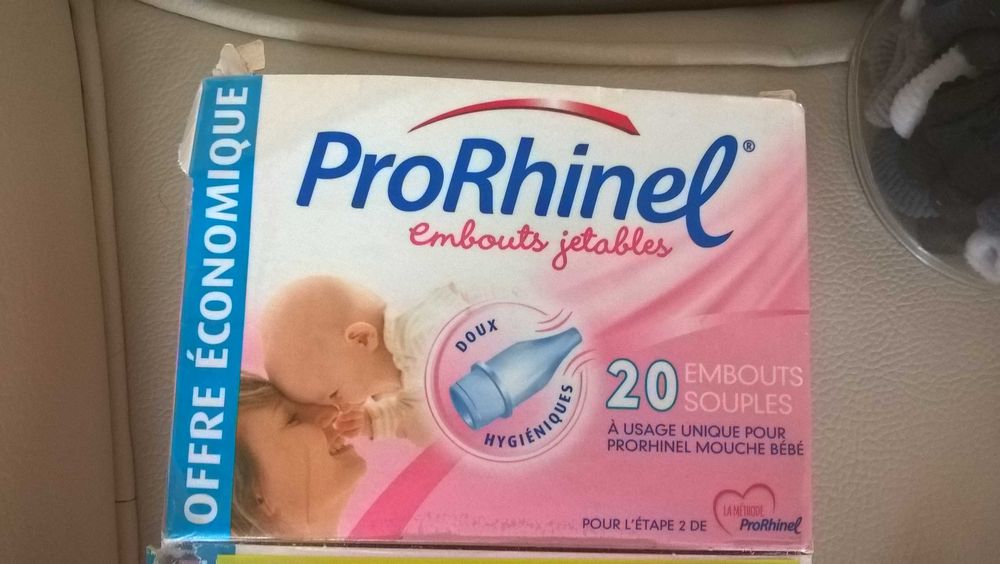 OFFRE ÉCONOMIQUE
ProRhinel®
embouts jetables
DOUX
HYGIÉNIQUES
20 EMBOUTS
SOUPLES
À USAGE UNIQUE POUR
PRORHINEL MOUCHE BÉBÉ
POUR L'ÉTAPE 2 DE
LA MÉTHODE
ProRhinel